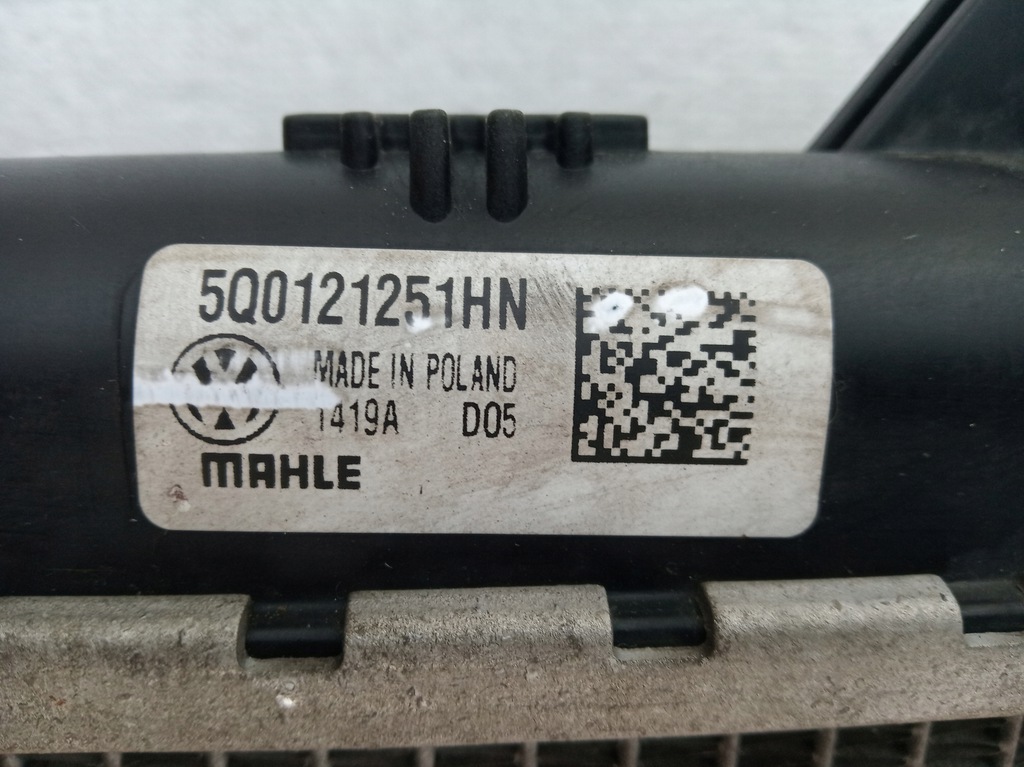 5Q0121251HN
MADE IN POLAND
1419A D05
MAHLE